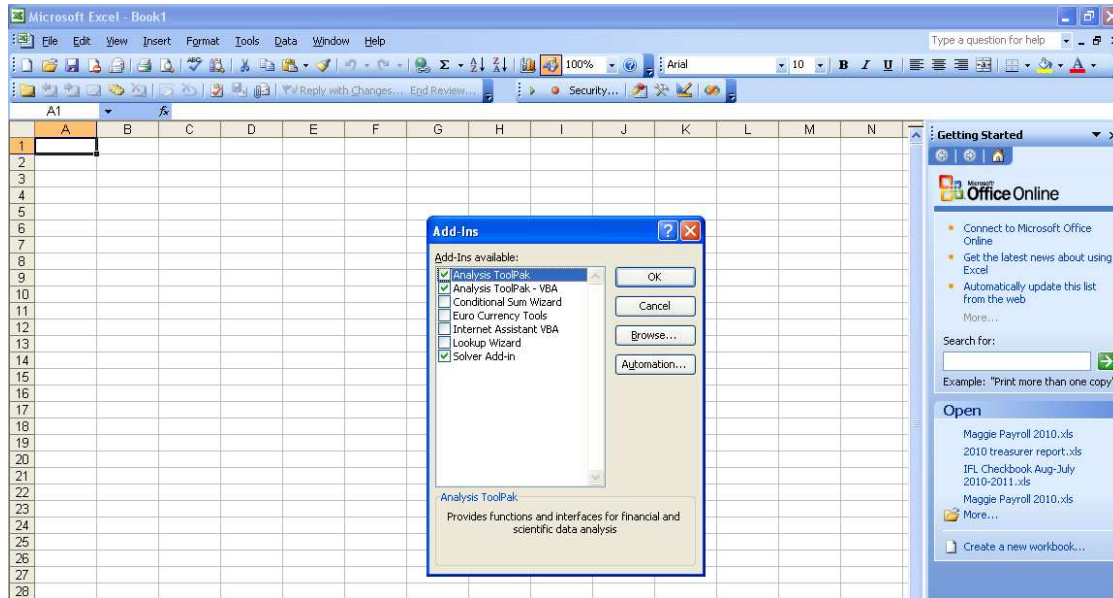 Microsoft Excel - Book1
File Edit View Insert Format Tools Data Window Help
Type a question for help
100%
Arial
10
B I U
Reply with Changes... End Review...
Security...
A1
fx
A B C D E F G H I J K L M N
1
2
3
4
5
6
7
8
9
10
11
12
13
14
15
16
17
18
19
20
21
22
23
24
25
26
27
28
Add-Ins
Add-Ins available:
Analysis ToolPak
Analysis ToolPak - VBA
Conditional Sum Wizard
Euro Currency Tools
Internet Assistant VBA
Lookup Wizard
Solver Add-in
OK
Cancel
Browse...
Automation...
Analysis ToolPak
Provides functions and interfaces for financial and
scientific data analysis
Getting Started
Microsoft
Office Online
Connect to Microsoft Office
Online
Get the latest news about using
Excel
Automatically update this list
from the web
More...
Search for:
Example: "Print more than one copy"
Open
Maggie Payroll 2010.xls
2010 treasurer report.xls
IFL Checkbook Aug-July
2010-2011.xls
Maggie Payroll 2010.xls
More...
Create a new workbook...